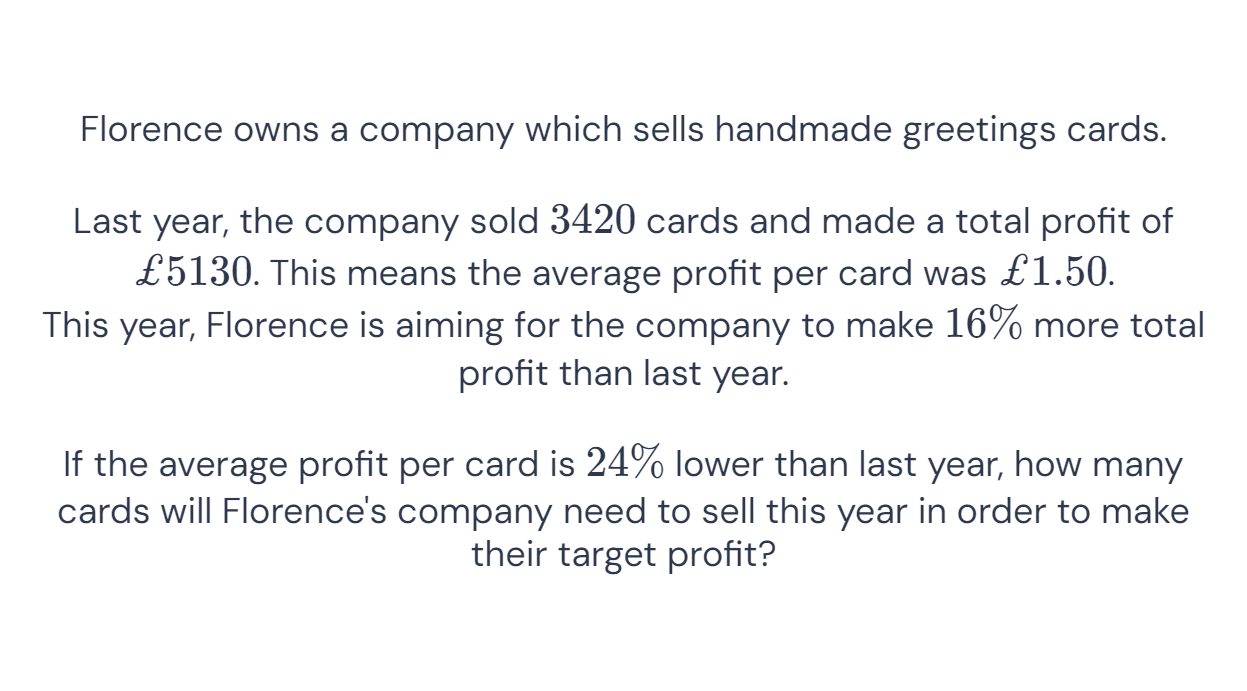 Florence owns a company which sells handmade greetings cards.
Last year, the company sold 3420 cards and made a total profit of
£5130. This means the average profit per card was £1.50.
This year, Florence is aiming for the company to make 16% more total
profit than last year.
If the average profit per card is 24% lower than last year, how many
cards will Florence's company need to sell this year in order to make
their target profit?